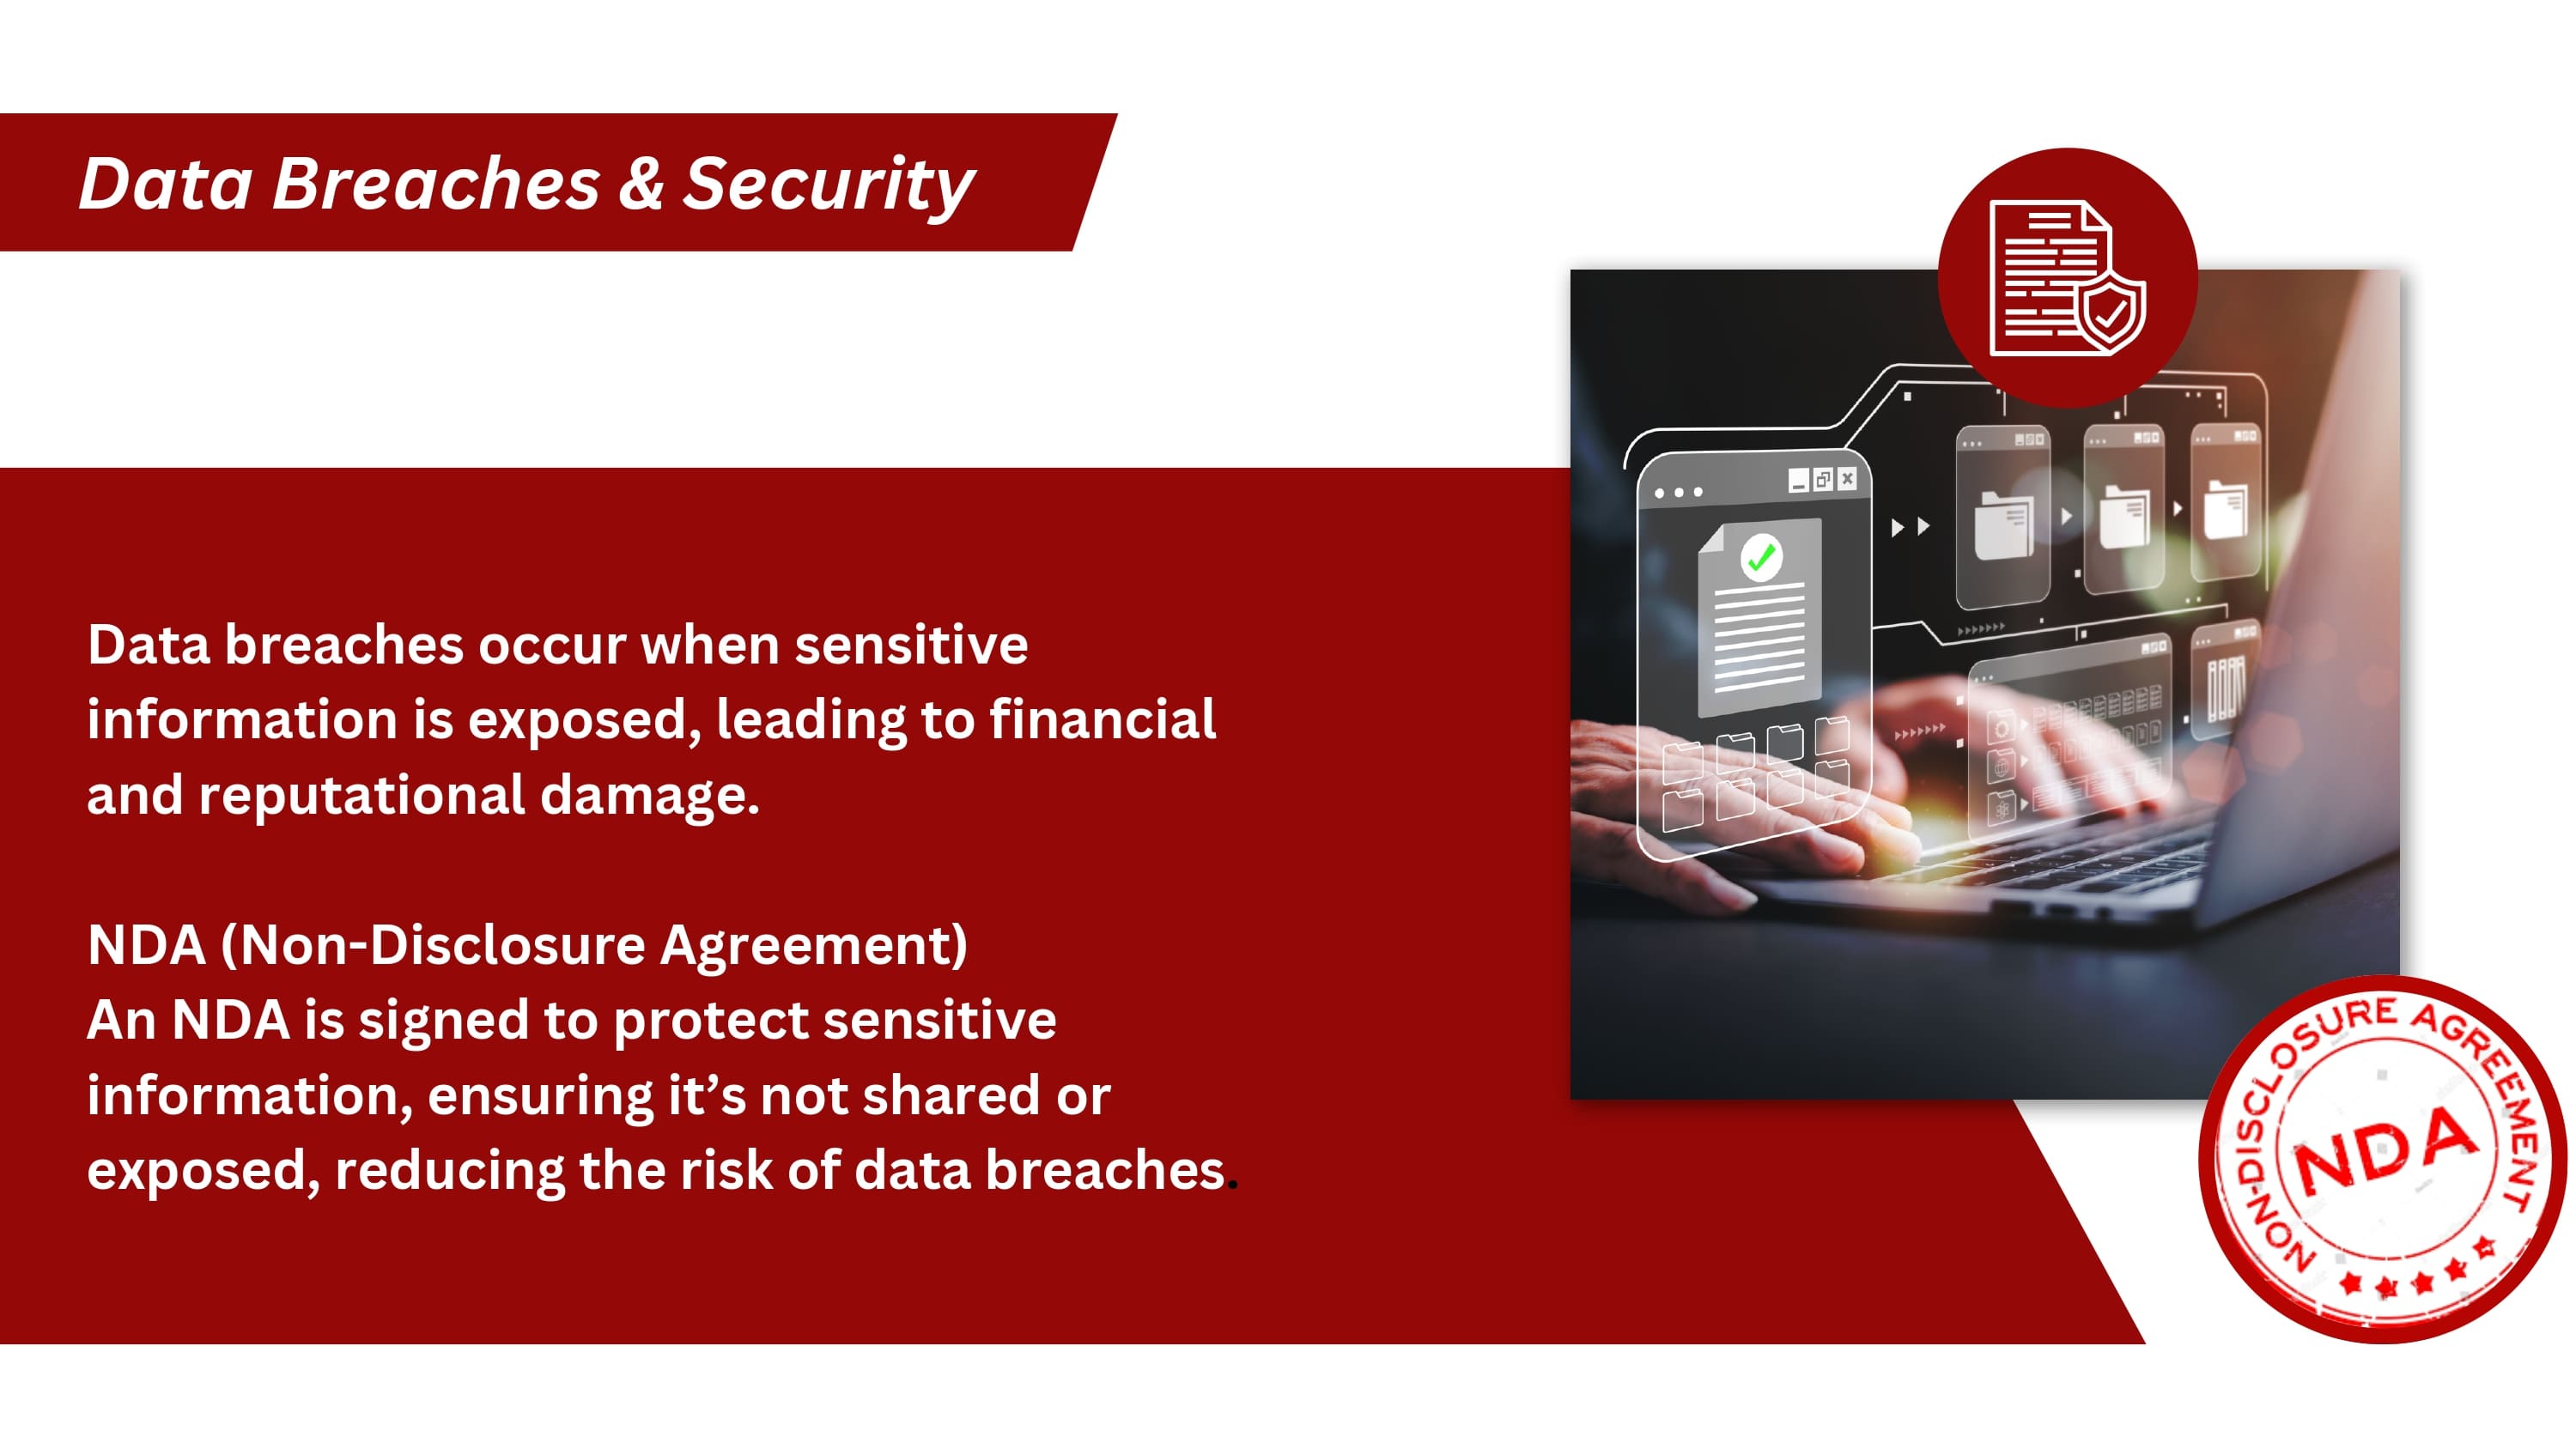 Data Breaches & Security
Data breaches occur when sensitive
information is exposed, leading to financial
and reputational damage.
NDA (Non-Disclosure Agreement)
An NDA is signed to protect sensitive
information, ensuring it’s not shared or
exposed, reducing the risk of data breaches.
NON-DISCLOSURE AGREEMENT
NDA